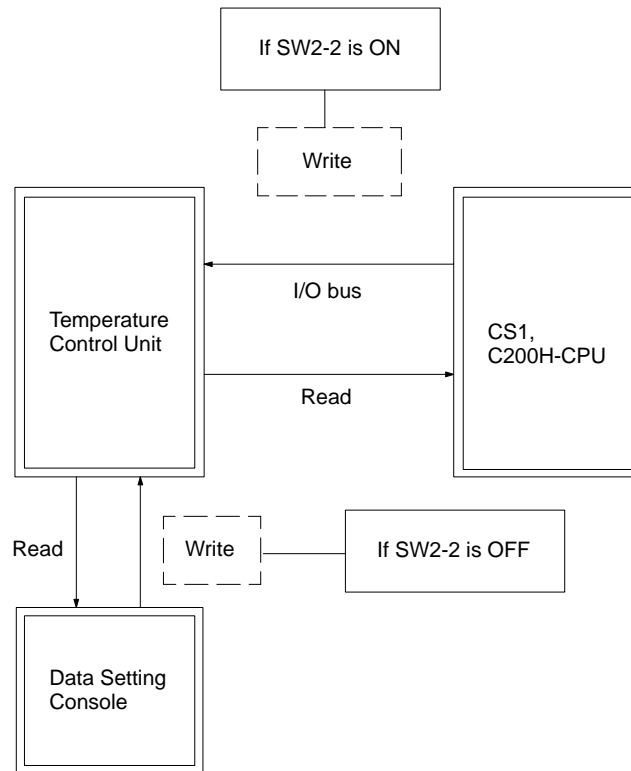 If SW2-2 is ON
Write
I/O bus
Temperature
Control Unit
CS1,
C200H-CPU
Read
Read
Write
If SW2-2 is OFF
Data Setting
Console